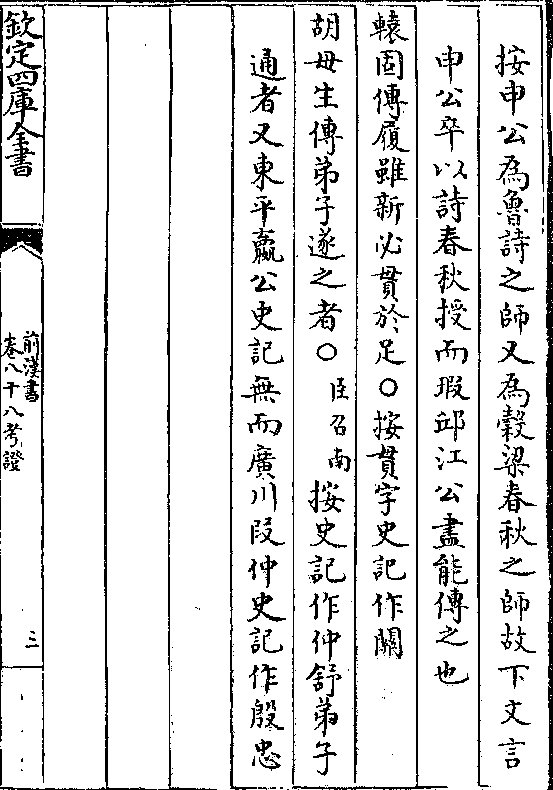 按申公為魯詩之師又為穀梁春秋之師故下文言
申公卒以詩春秋授而瑕邱江公盡能傳之也
轅固傳履雖新必貫於足○按貫字史記作關
胡毋生傳弟子遂之者○臣召南按史記作仲舒弟子
通者又東平嬴公史記無而廣川段仲史記作殷忠
欽定四庫全書
前漢書
卷八十八考證
三